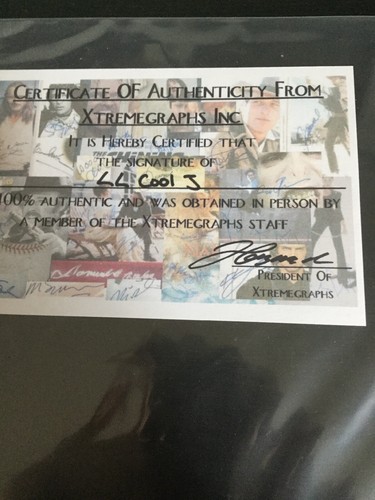 Certificate Of Authenticity From
Xtremegraphs Inc
It is Hereby Certified that
the signature of
LL Cool J
100% authentic and was obtained in person by
a member of the Xtremegraphs staff
President Of
Xtremegraphs